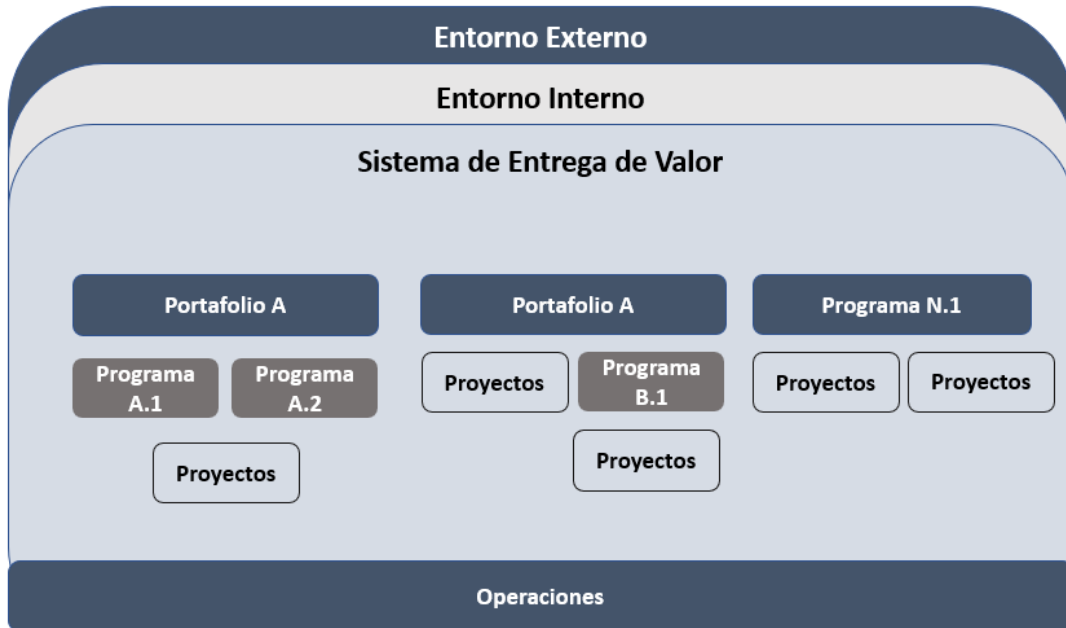 Entorno Externo
Entorno Interno
Sistema de Entrega de Valor
Portafolio A
Portafolio A
Programa N.1
Programa
A.1
Programa
A.2
Proyectos
Programa
B.1
Proyectos
Proyectos
Proyectos
Proyectos
Operaciones